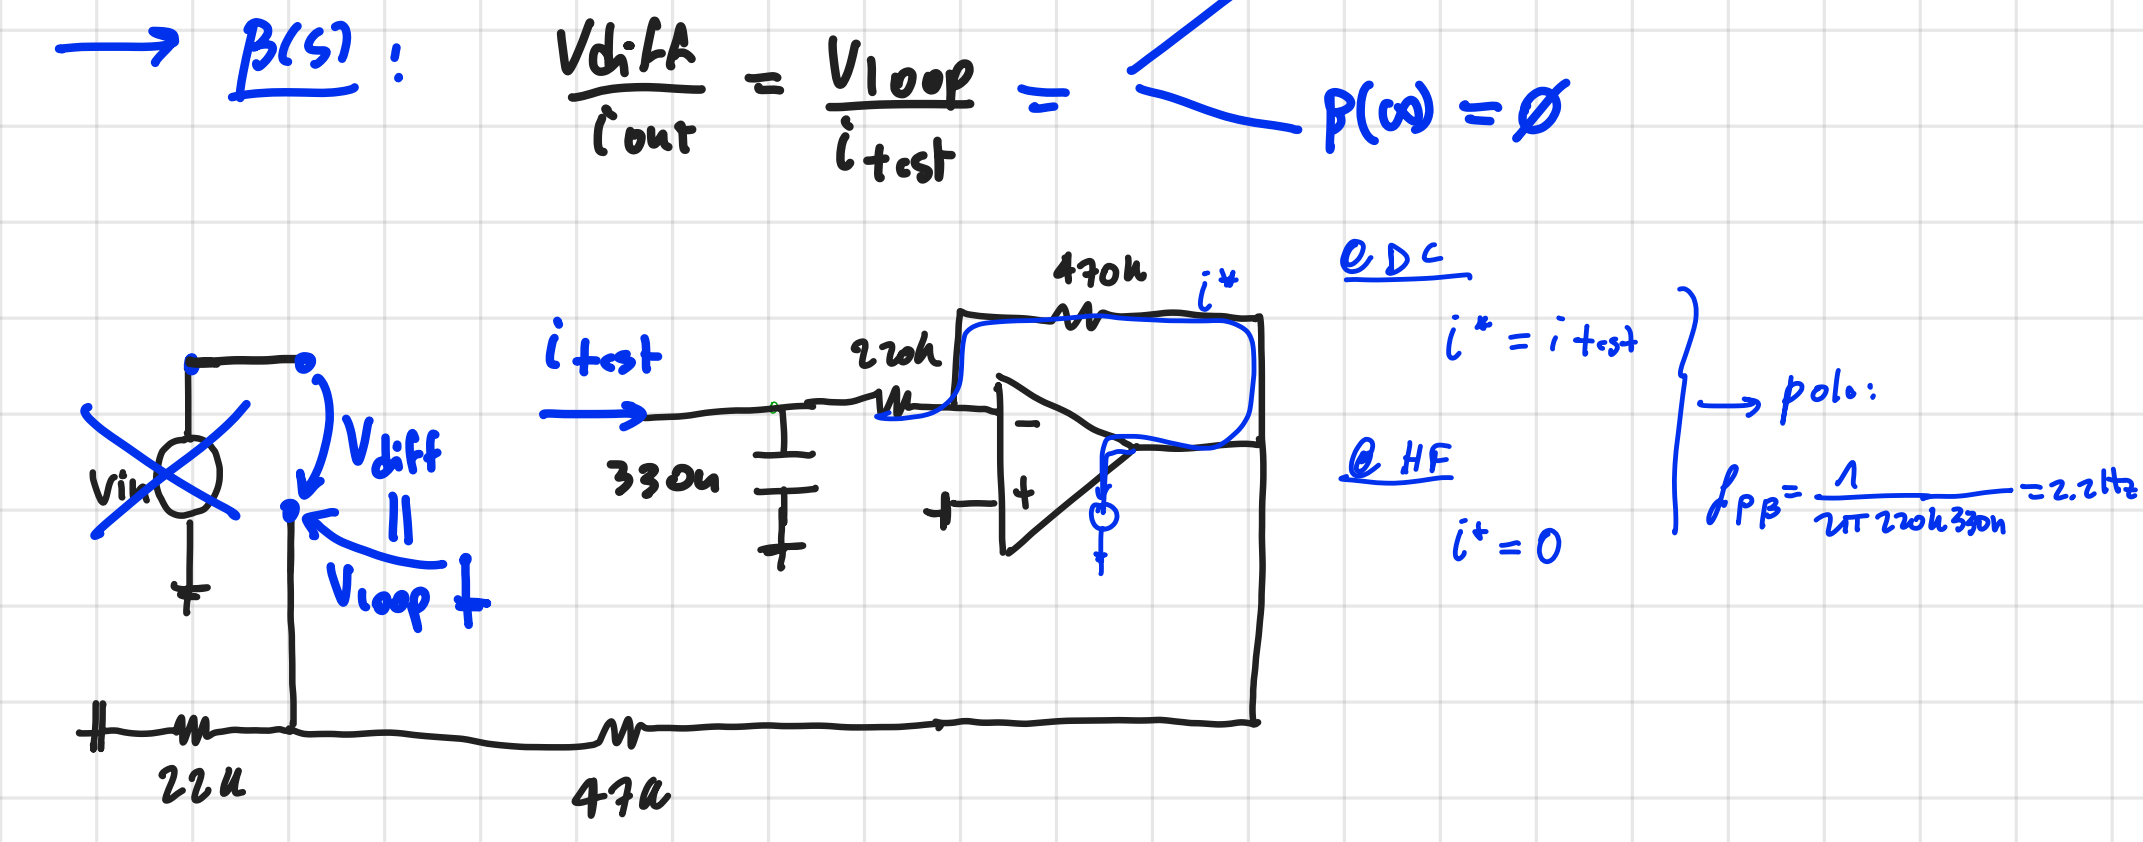 → β(s) : Vdiff / iout = Vloop / itest =
β(∞) = Ø
470k
i*
@ DC
i* = itest
itest
220k
Vdiff
=
Vloop
Vin
330n
-
+
@ HF
i* = 0
→ polo:
fpβ = 1 / 2π 220k 330n = 2.2Hz
22k
47k